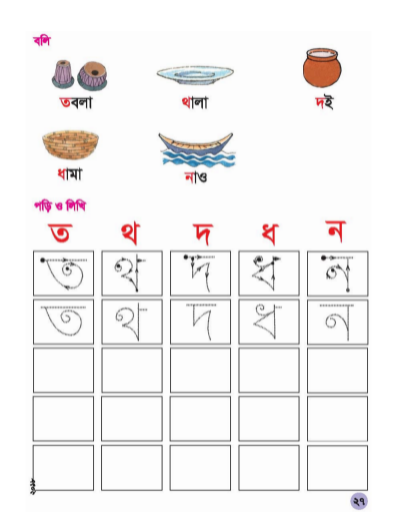 বলি
তবলা থালা দই
ধামা নাও
পড়ি ও লিখি
ত থ দ ধ ন
ত থ দ ধ ন
ত থ দ ধ ন
২৭